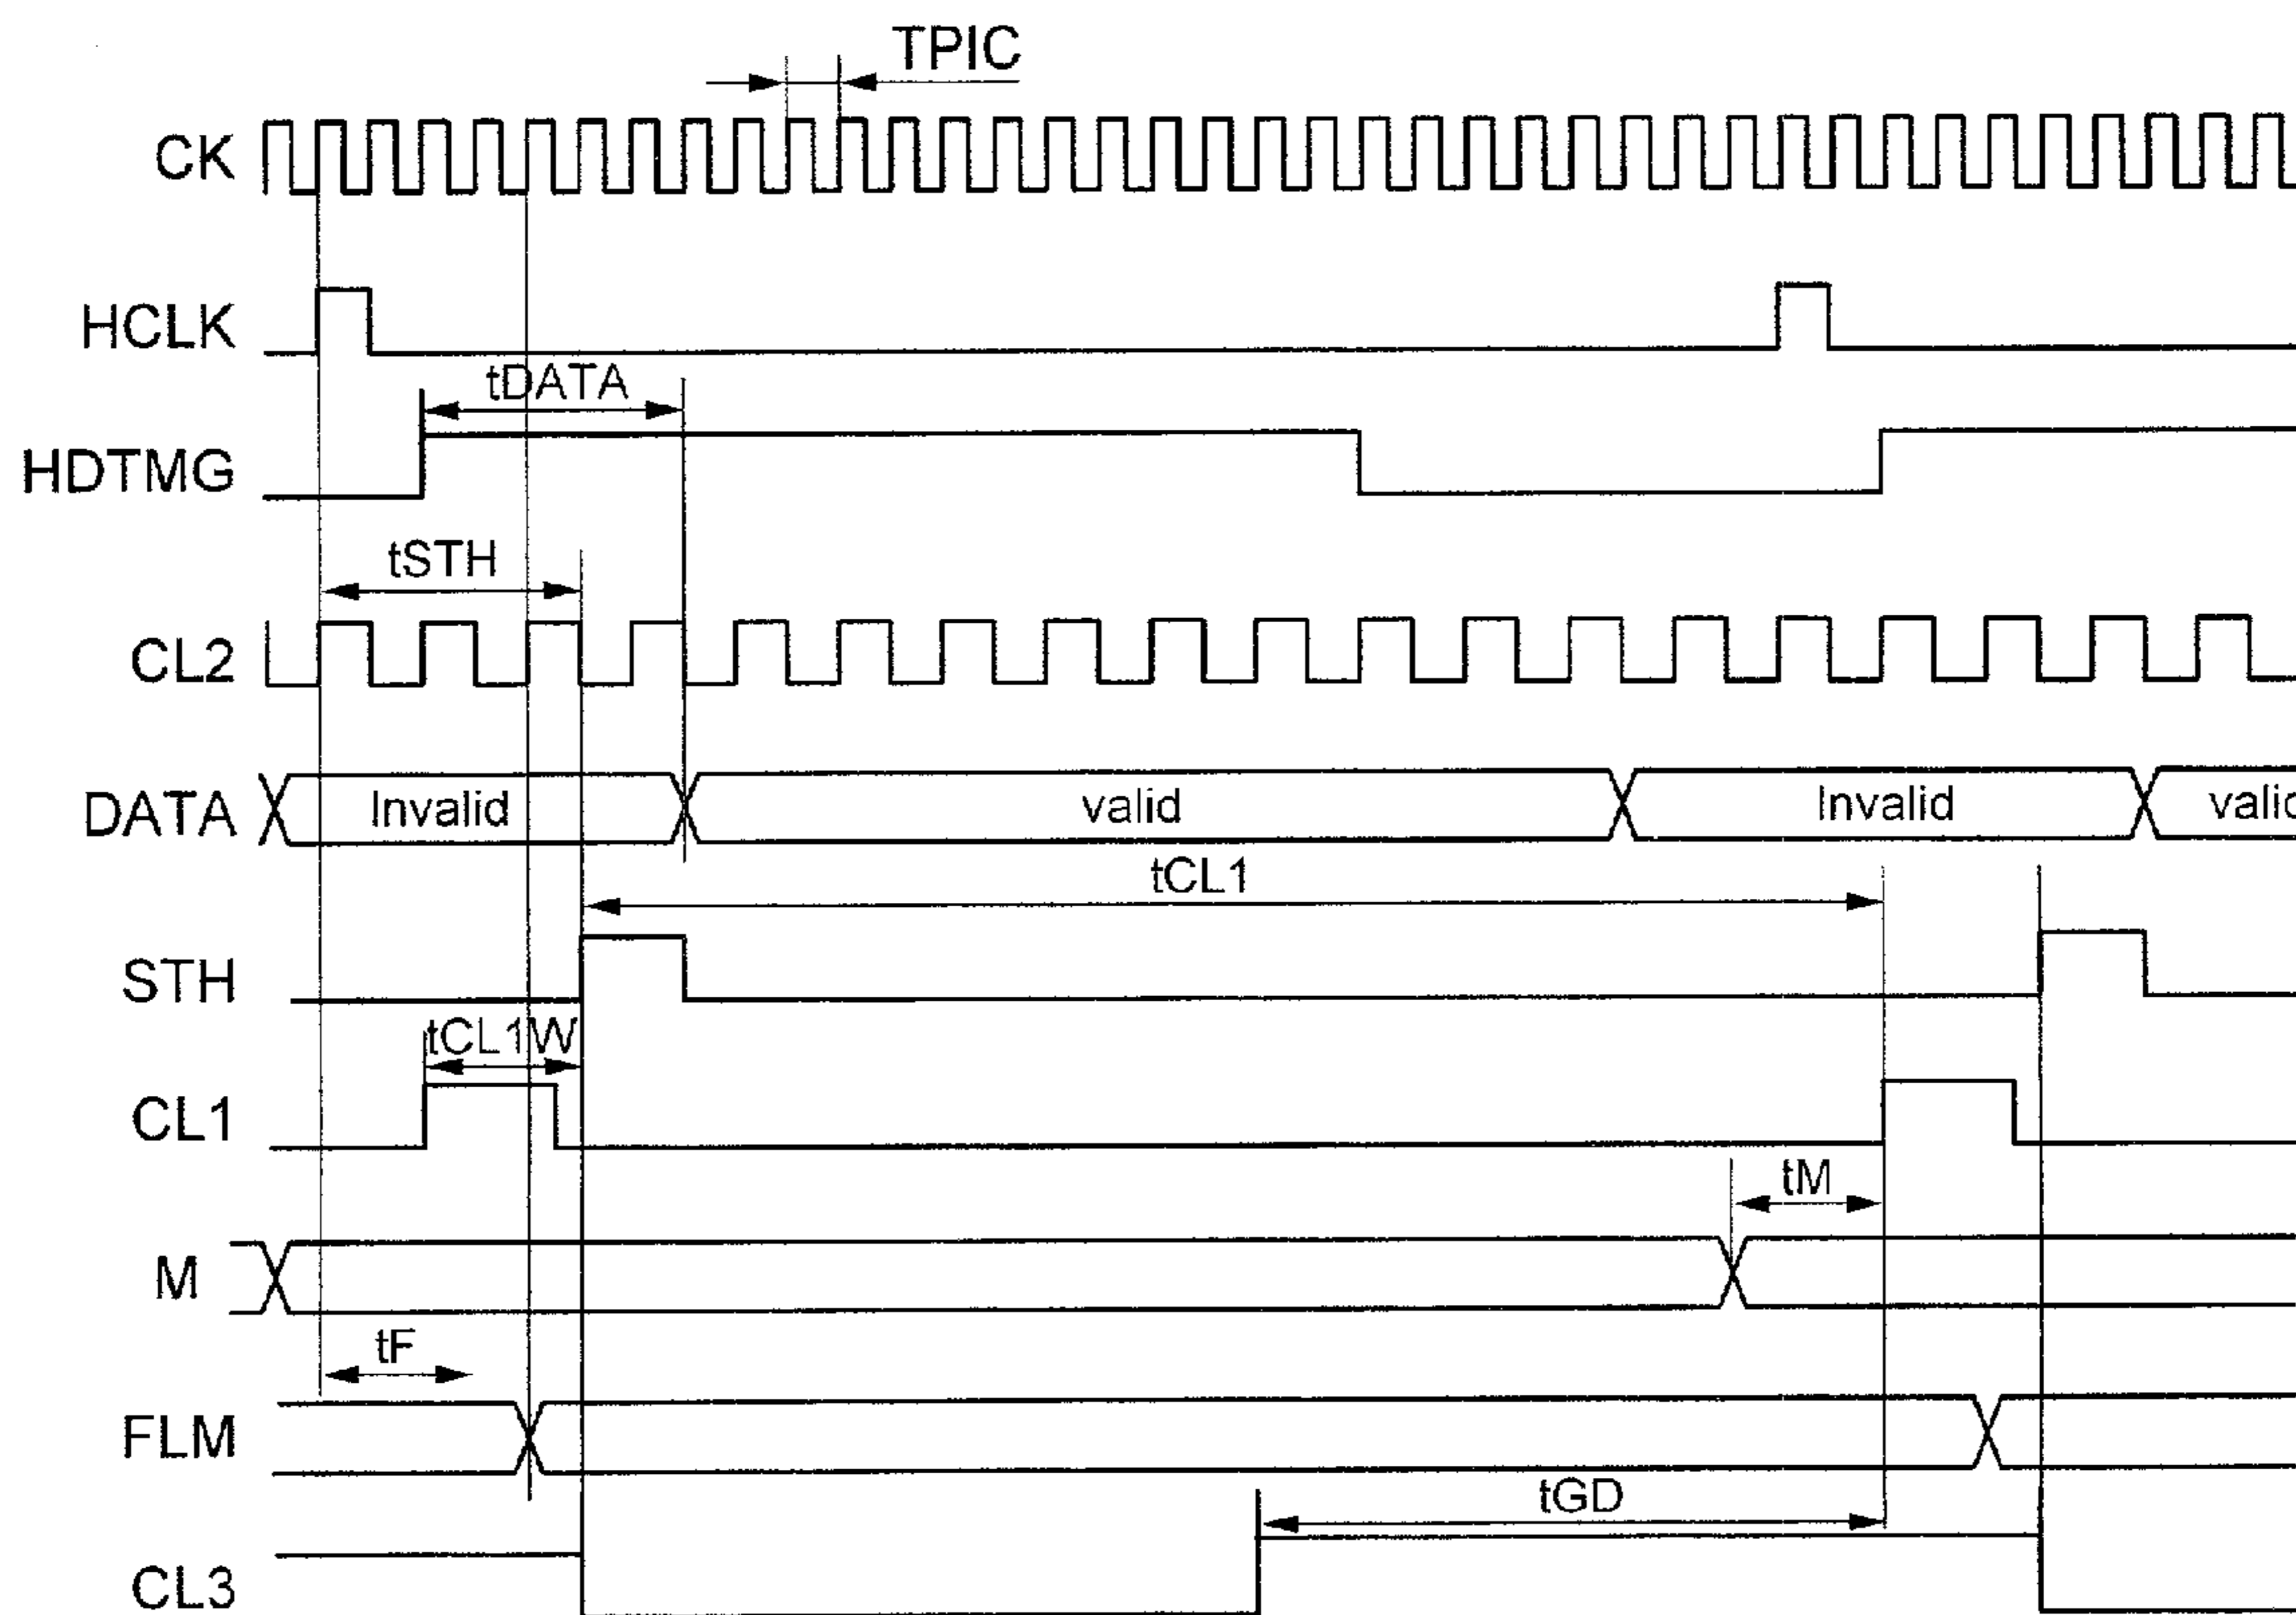 TPIC
CK
HCLK
tDATA
HDTMG
tSTH
CL2
DATA Invalid valid Invalid valid
tCL1
STH
tCL1W
CL1
tM
M
tF
FLM
tGD
CL3